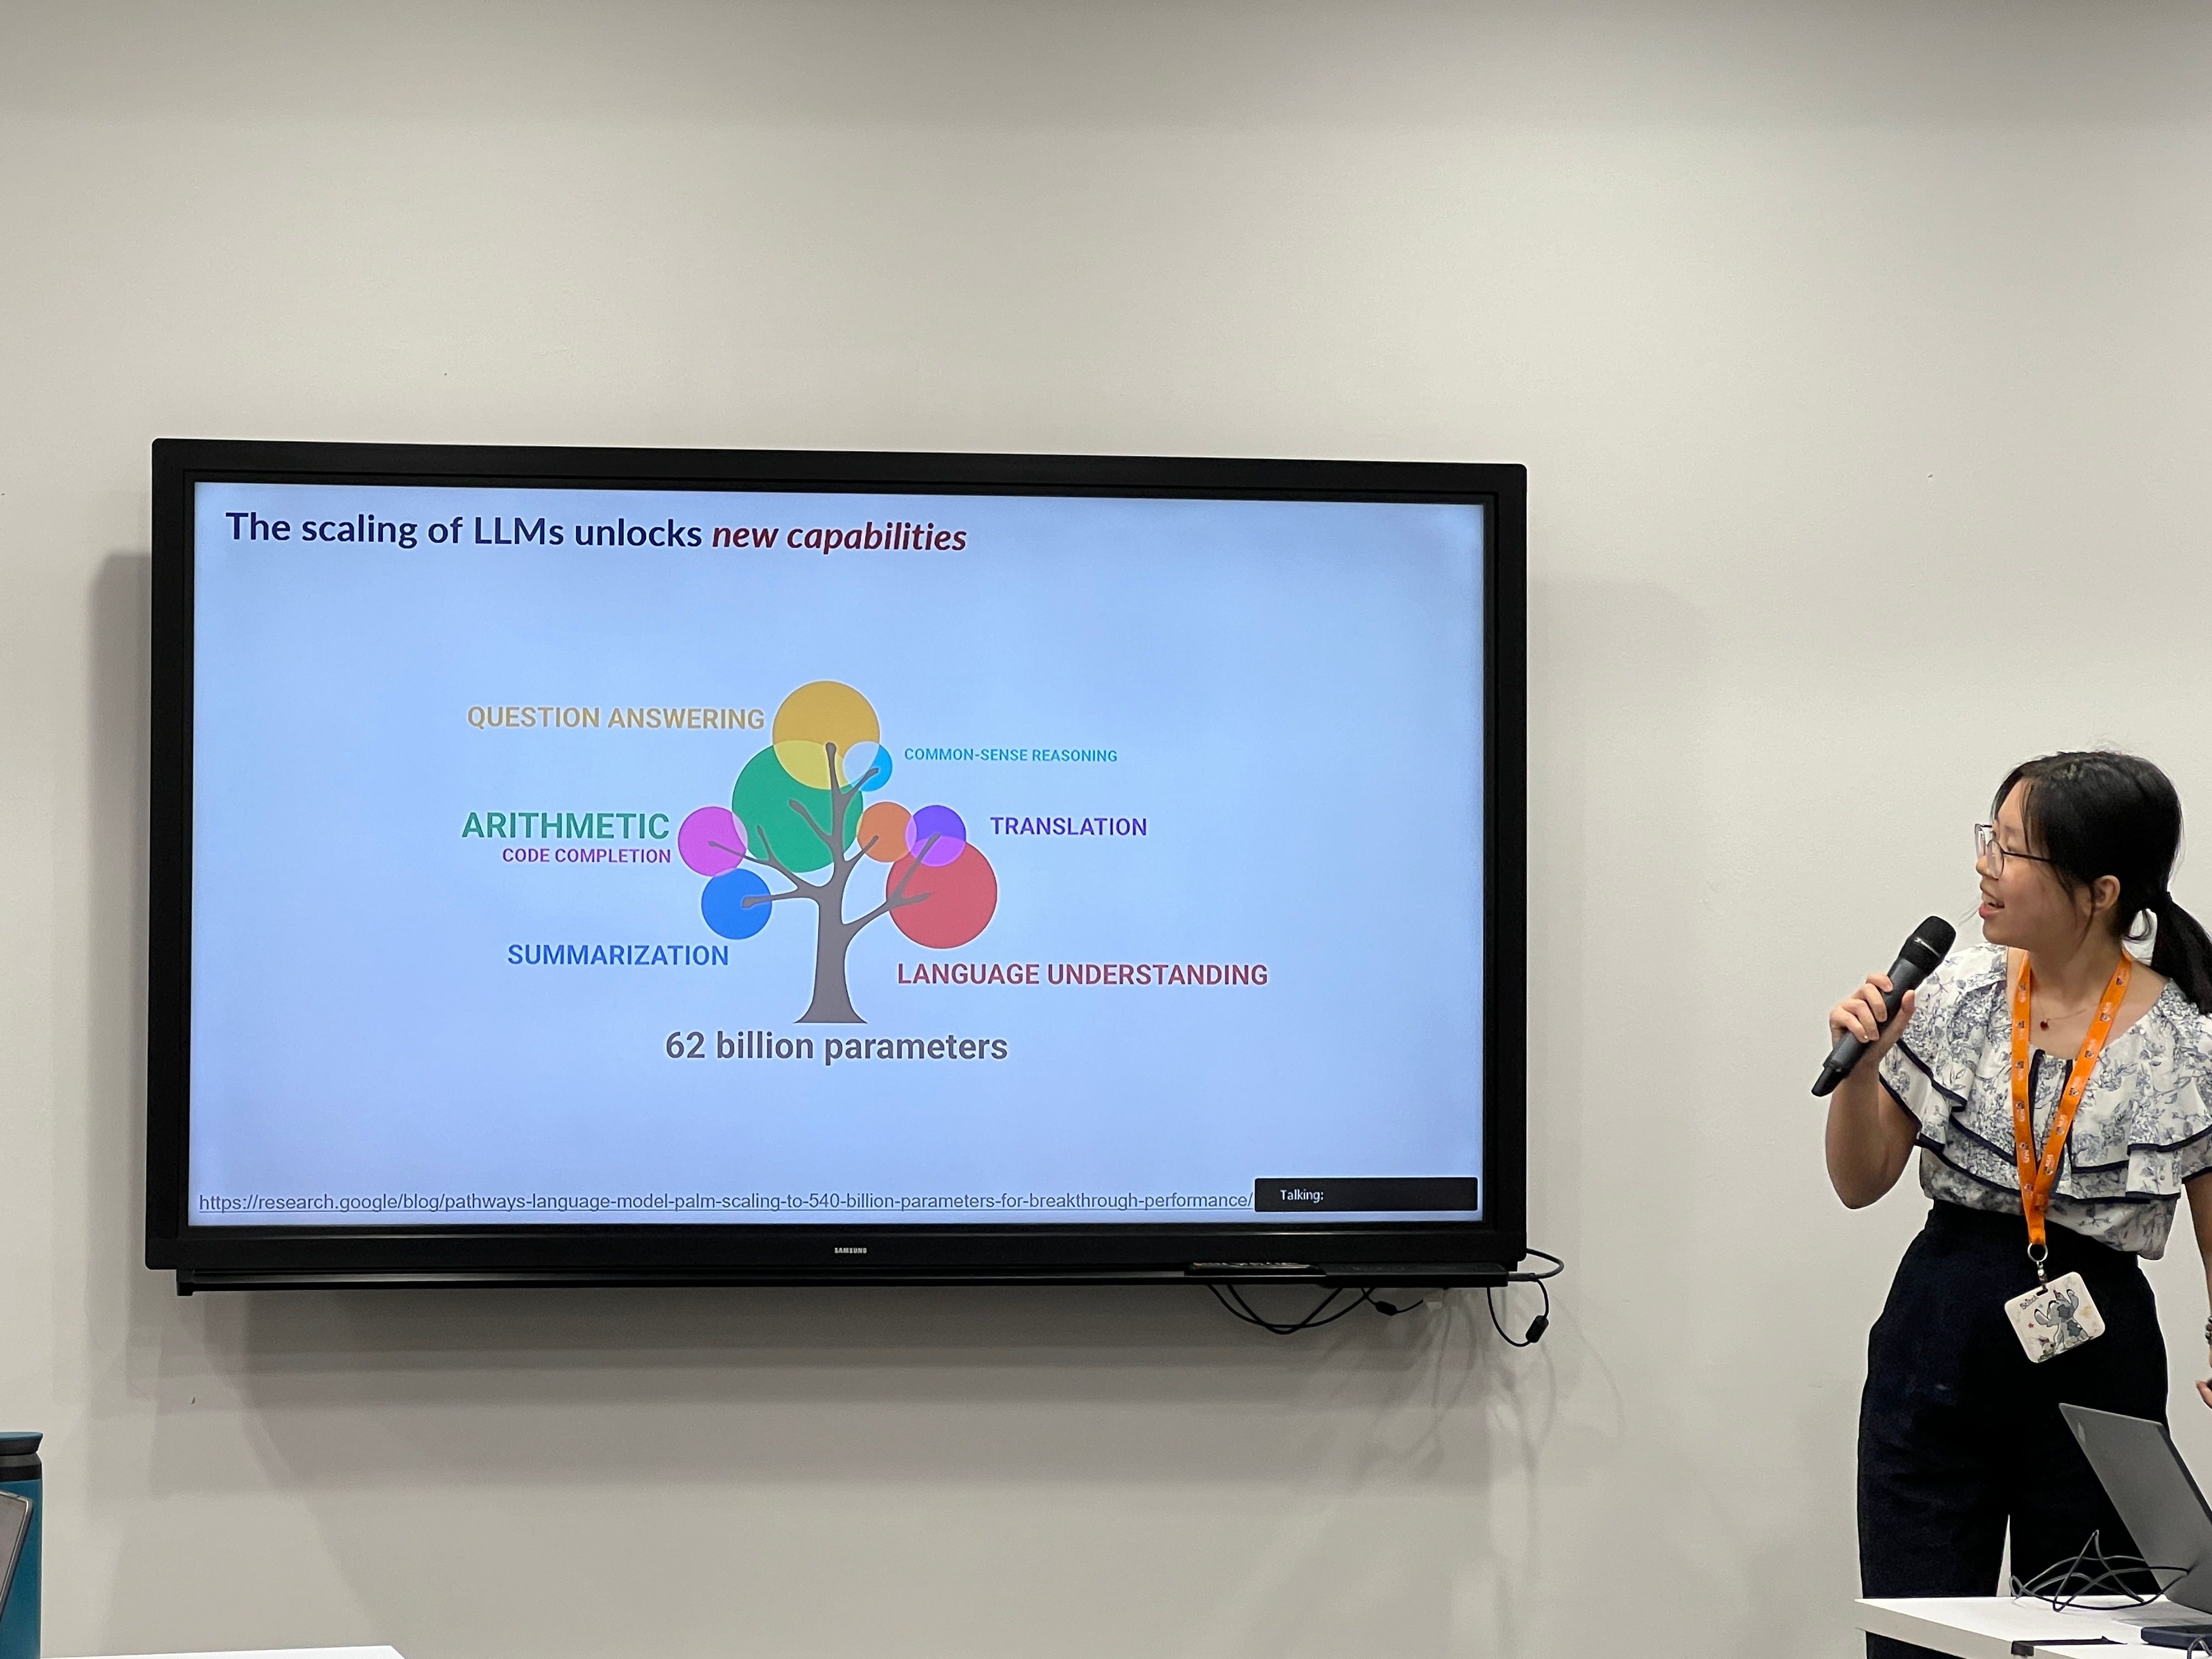 The scaling of LLMs unlocks new capabilities
QUESTION ANSWERING
COMMON-SENSE REASONING
ARITHMETIC
CODE COMPLETION
TRANSLATION
SUMMARIZATION
LANGUAGE UNDERSTANDING
62 billion parameters
https://research.google/blog/pathways-language-model-palm-scaling-to-540-billion-parameters-for-breakthrough-performance/
Talking:
SAMSUNG